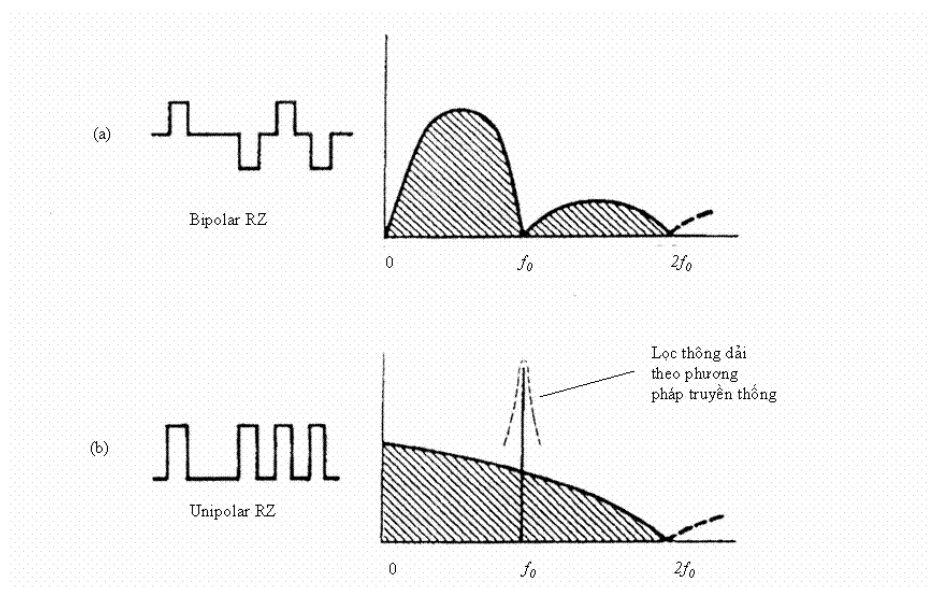 (a)
Bipolar RZ
0
f₀
2f₀
Lọc thông dải
theo phương
pháp truyền thống
(b)
Unipolar RZ
0
f₀
2f₀